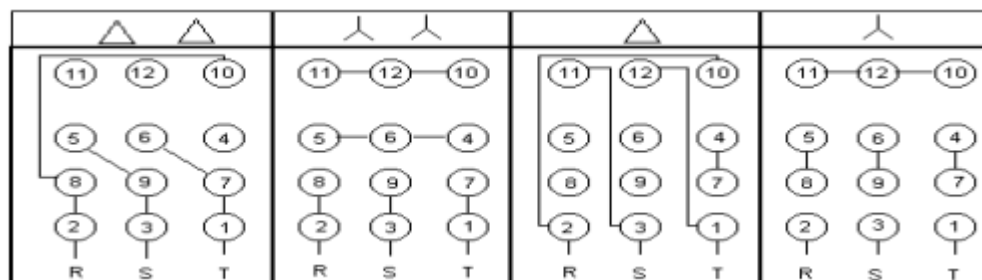 11 12 10 11 12 10 11 12 10 11 12 10
5 6 4 5 6 4 5 6 4 5 6 4
8 9 7 8 9 7 8 9 7 8 9 7
2 3 1 2 3 1 2 3 1 2 3 1
R S T R S T R S T R S T